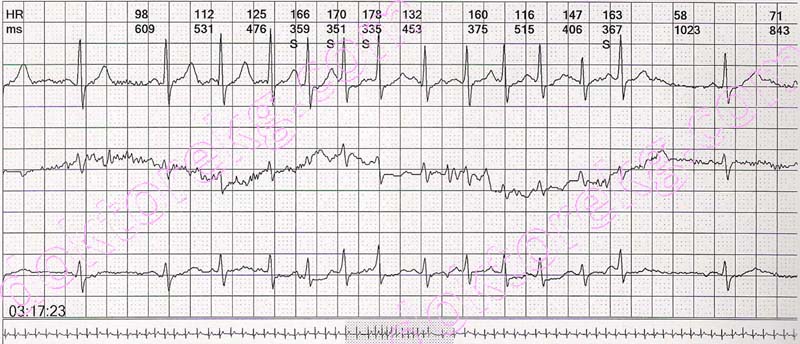 HR 98 112 125 166 170 178 132 160 116 147 163 58 71
ms 609 531 476 359 351 335 453 375 515 406 367 1023 843
S S S S
03:17:23